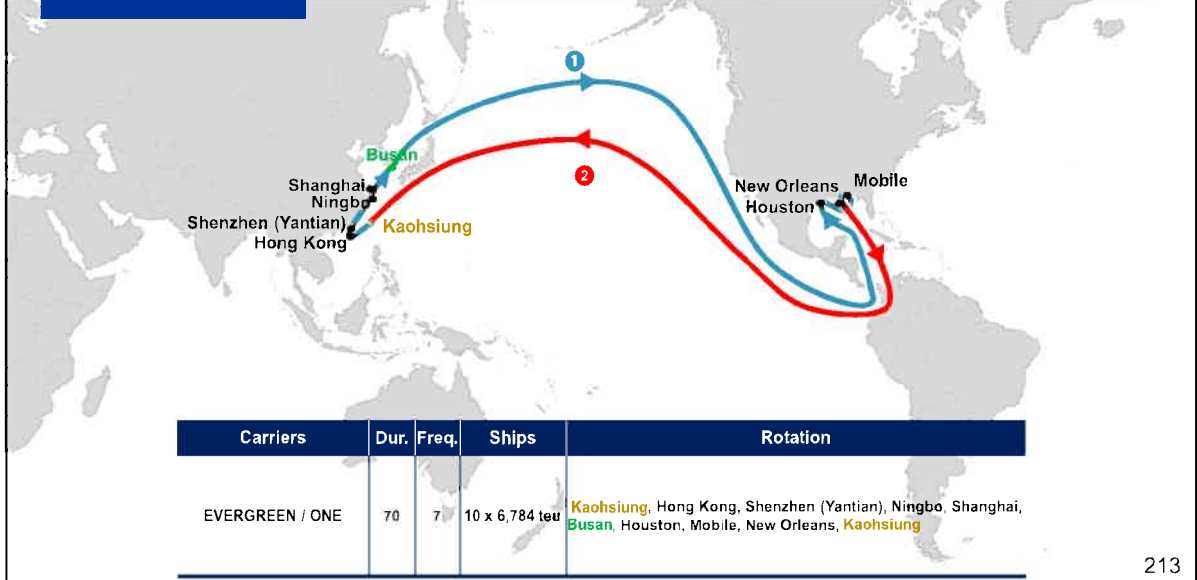 1
Busan
2
Shanghai
Ningbo
New Orleans
Mobile
Houston
Shenzhen (Yantian)
Kaohsiung
Hong Kong
Carriers Dur. Freq. Ships Rotation
EVERGREEN / ONE 70 7 10 x 6,784 teu Kaohsiung, Hong Kong, Shenzhen (Yantian), Ningbo, Shanghai,
Busan, Houston, Mobile, New Orleans, Kaohsiung
213